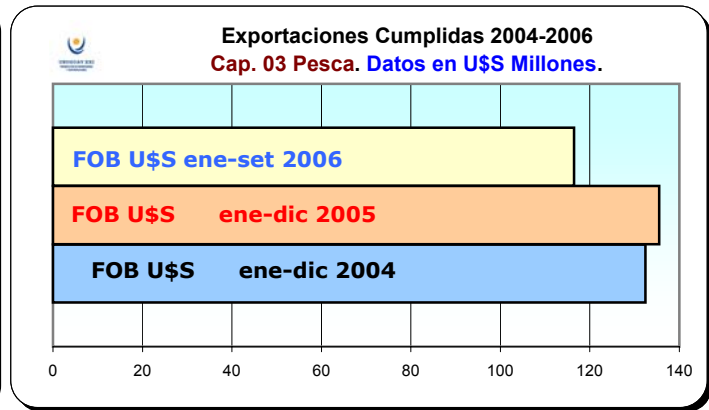 Exportaciones Cumplidas 2004-2006
Cap. 03 Pesca. Datos en U$S Millones.
FOB U$S ene-set 2006
FOB U$S ene-dic 2005
FOB U$S ene-dic 2004
0 20 40 60 80 100 120 140